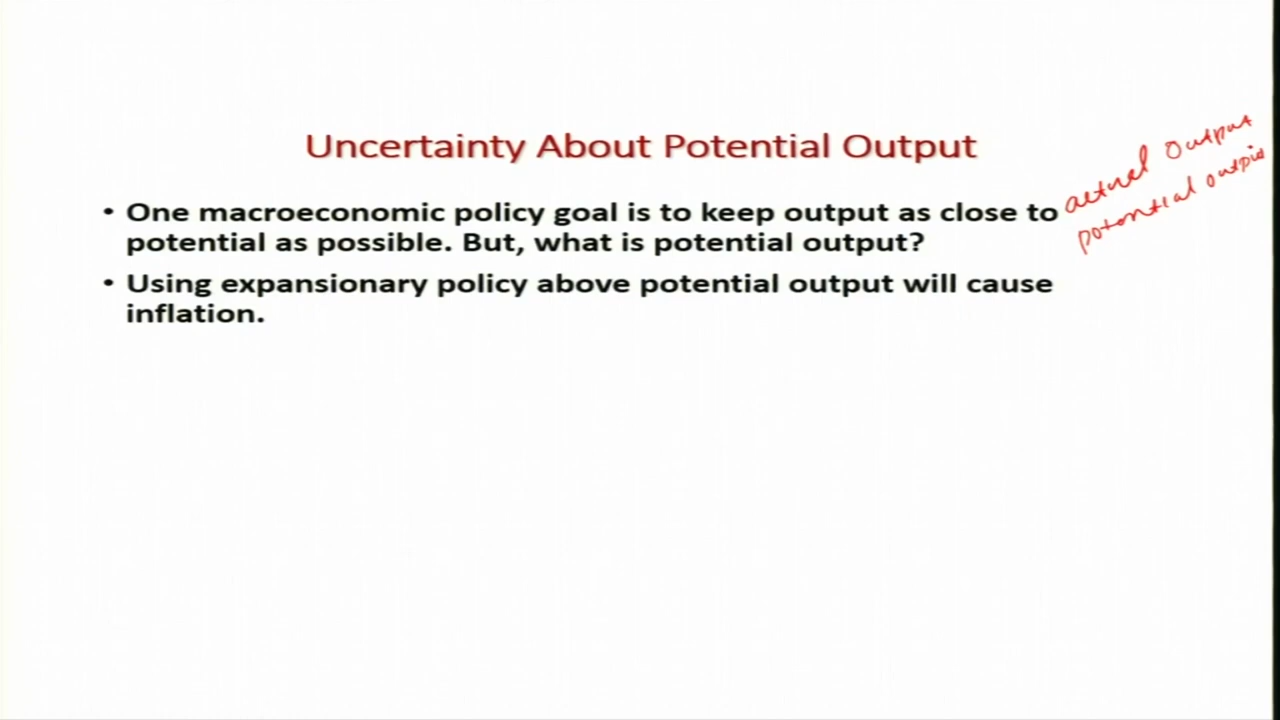 Uncertainty About Potential Output
• One macroeconomic policy goal is to keep output as close to
potential as possible. But, what is potential output?
• Using expansionary policy above potential output will cause
inflation.
actual output
potential output